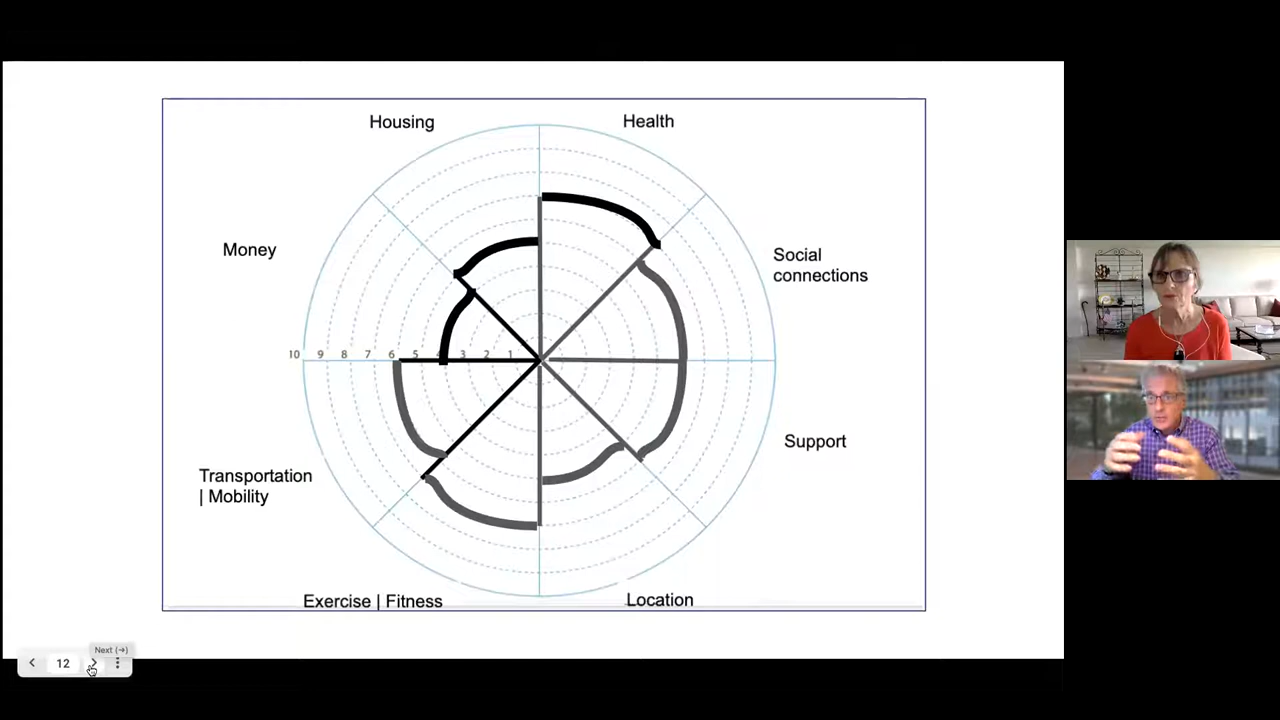 Housing
Health
Money
Social
connections
10 9 8 7 6 5 4 3 2 1
Support
Transportation
| Mobility
Exercise | Fitness
Location
Next (→)
12